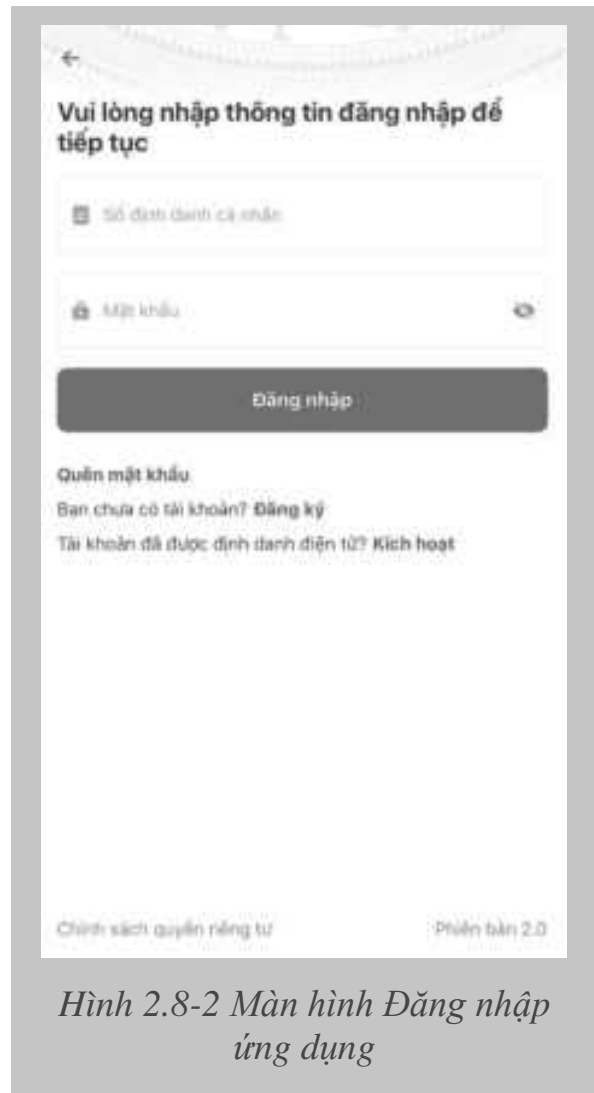 Vui lòng nhập thông tin đăng nhập để
tiếp tục
Số định danh cá nhân
Mật khẩu
Đăng nhập
Quên mật khẩu
Bạn chưa có tài khoản? Đăng ký
Tài khoản đã được định danh điện tử? Kích hoạt
Chính sách quyền riêng tư
Phiên bản 2.0
Hình 2.8-2 Màn hình Đăng nhập
ứng dụng